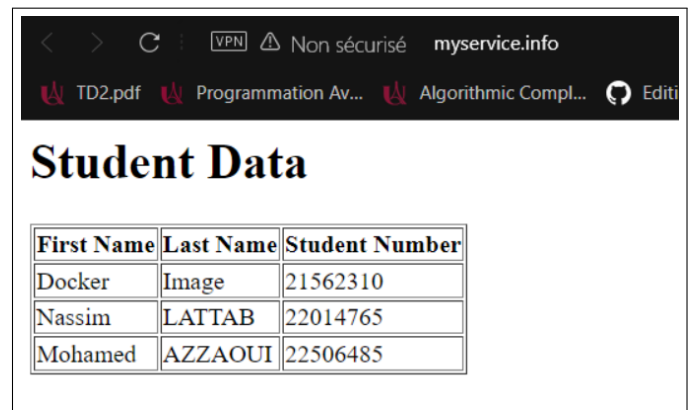 VPN Non sécurisé myservice.info
TD2.pdf Programmation Av... Algorithmic Compl... Editi
Student Data
First Name Last Name Student Number
Docker Image 21562310
Nassim LATTAB 22014765
Mohamed AZZAOUI 22506485